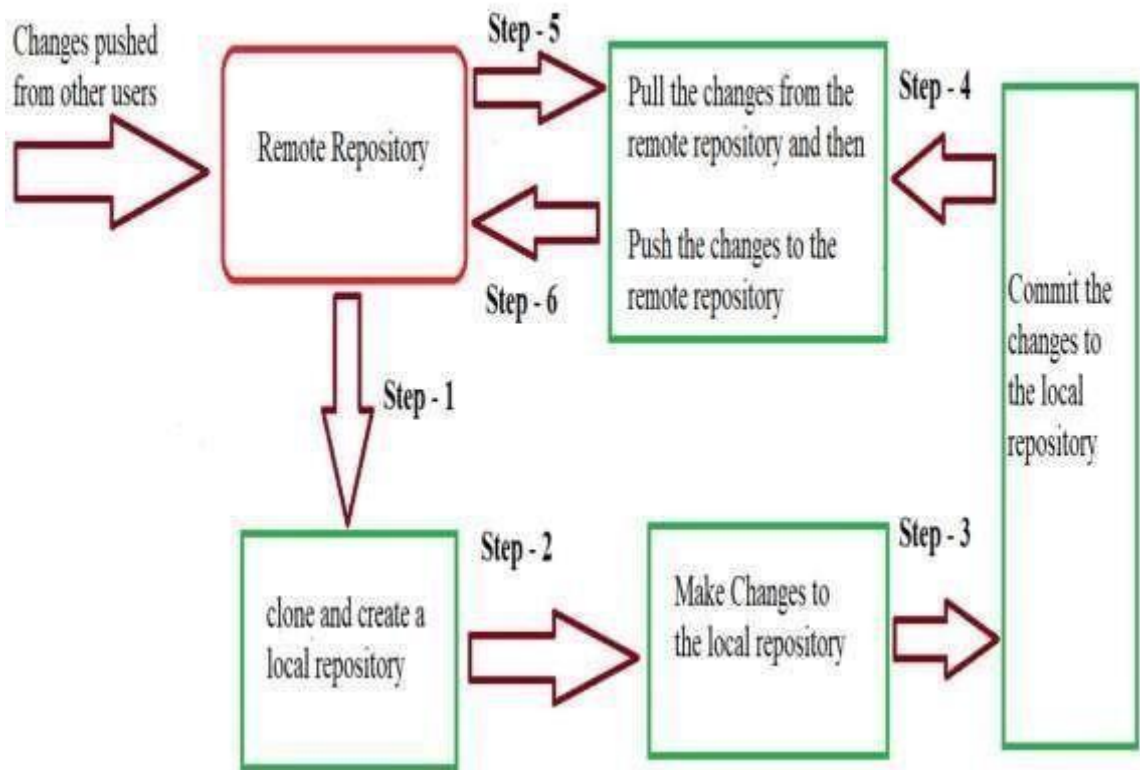 Changes pushed
from other users
Remote Repository
Step - 5
Pull the changes from the
remote repository and then
Push the changes to the
remote repository
Step - 4
Step - 6
Commit the
changes to
the local
repository
Step - 1
clone and create a
local repository
Step - 2
Make Changes to
the local repository
Step - 3